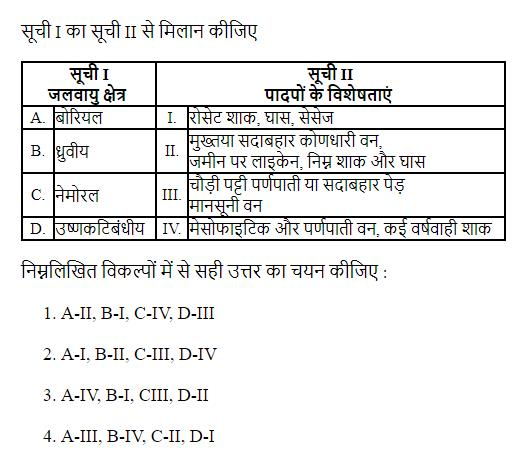 सूची I का सूची II से मिलान कीजिए
सूची I
जलवायु क्षेत्र
सूची II
पादपों के विशेषताएं
A. बोरियल I. रोसेट शाक, घास, सेसेज
B. ध्रुवीय II. मुख्तया सदाबहार कोणधारी वन,
जमीन पर लाइकेन, निम्न शाक और घास
C. नेमोरल III. चौड़ी पट्टी पर्णपाती या सदाबहार पेड़
मानसूनी वन
D. उष्णकटिबंधीय IV. मेसोफाइटिक और पर्णपाती वन, कई वर्षवाही शाक
निम्नलिखित विकल्पों में से सही उत्तर का चयन कीजिए :
1. A-II, B-I, C-IV, D-III
2. A-I, B-II, C-III, D-IV
3. A-IV, B-I, CIII, D-II
4. A-III, B-IV, C-II, D-I